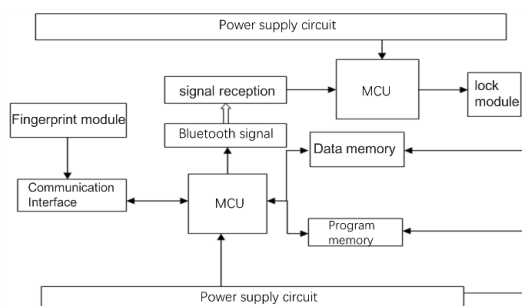 Power supply circuit
signal reception
MCU
lock
module
Fingerprint module
Bluetooth signal
Data memory
Communication
Interface
MCU
Program
memory
Power supply circuit